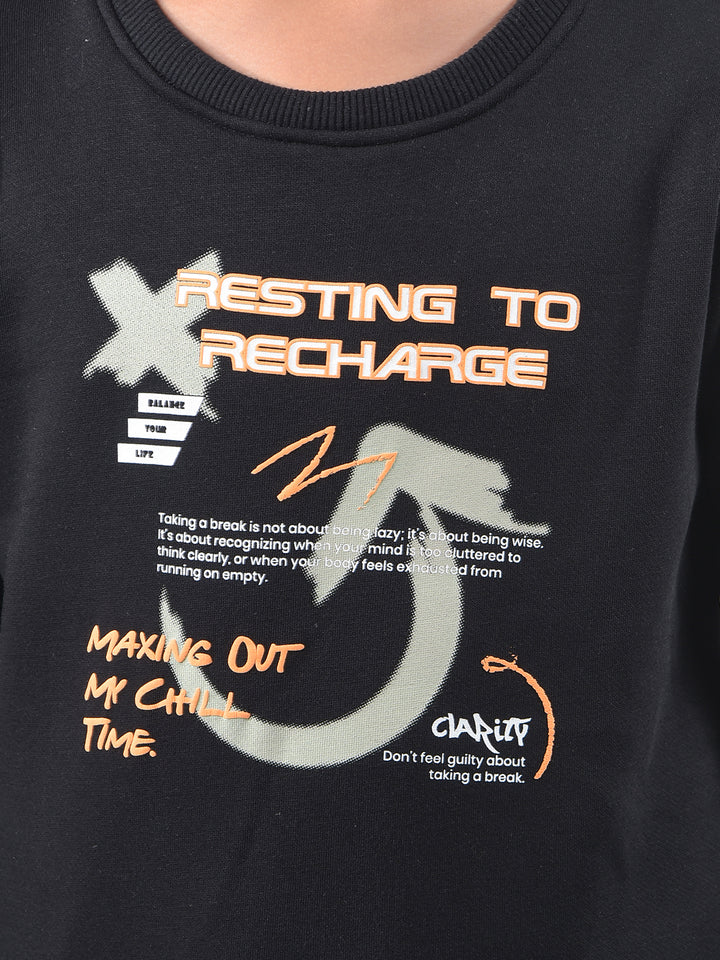 RESTING TO
RECHARGE
BALANCE
YOUR
LIFE
Taking a break is not about being lazy; it's about being wise.
It's about recognizing when your mind is too cluttered to
think clearly, or when your body feels exhausted from
running on empty.
MAXING OUT
MY CHILL
TIME.
CLARITY
Don't feel guilty about
taking a break.